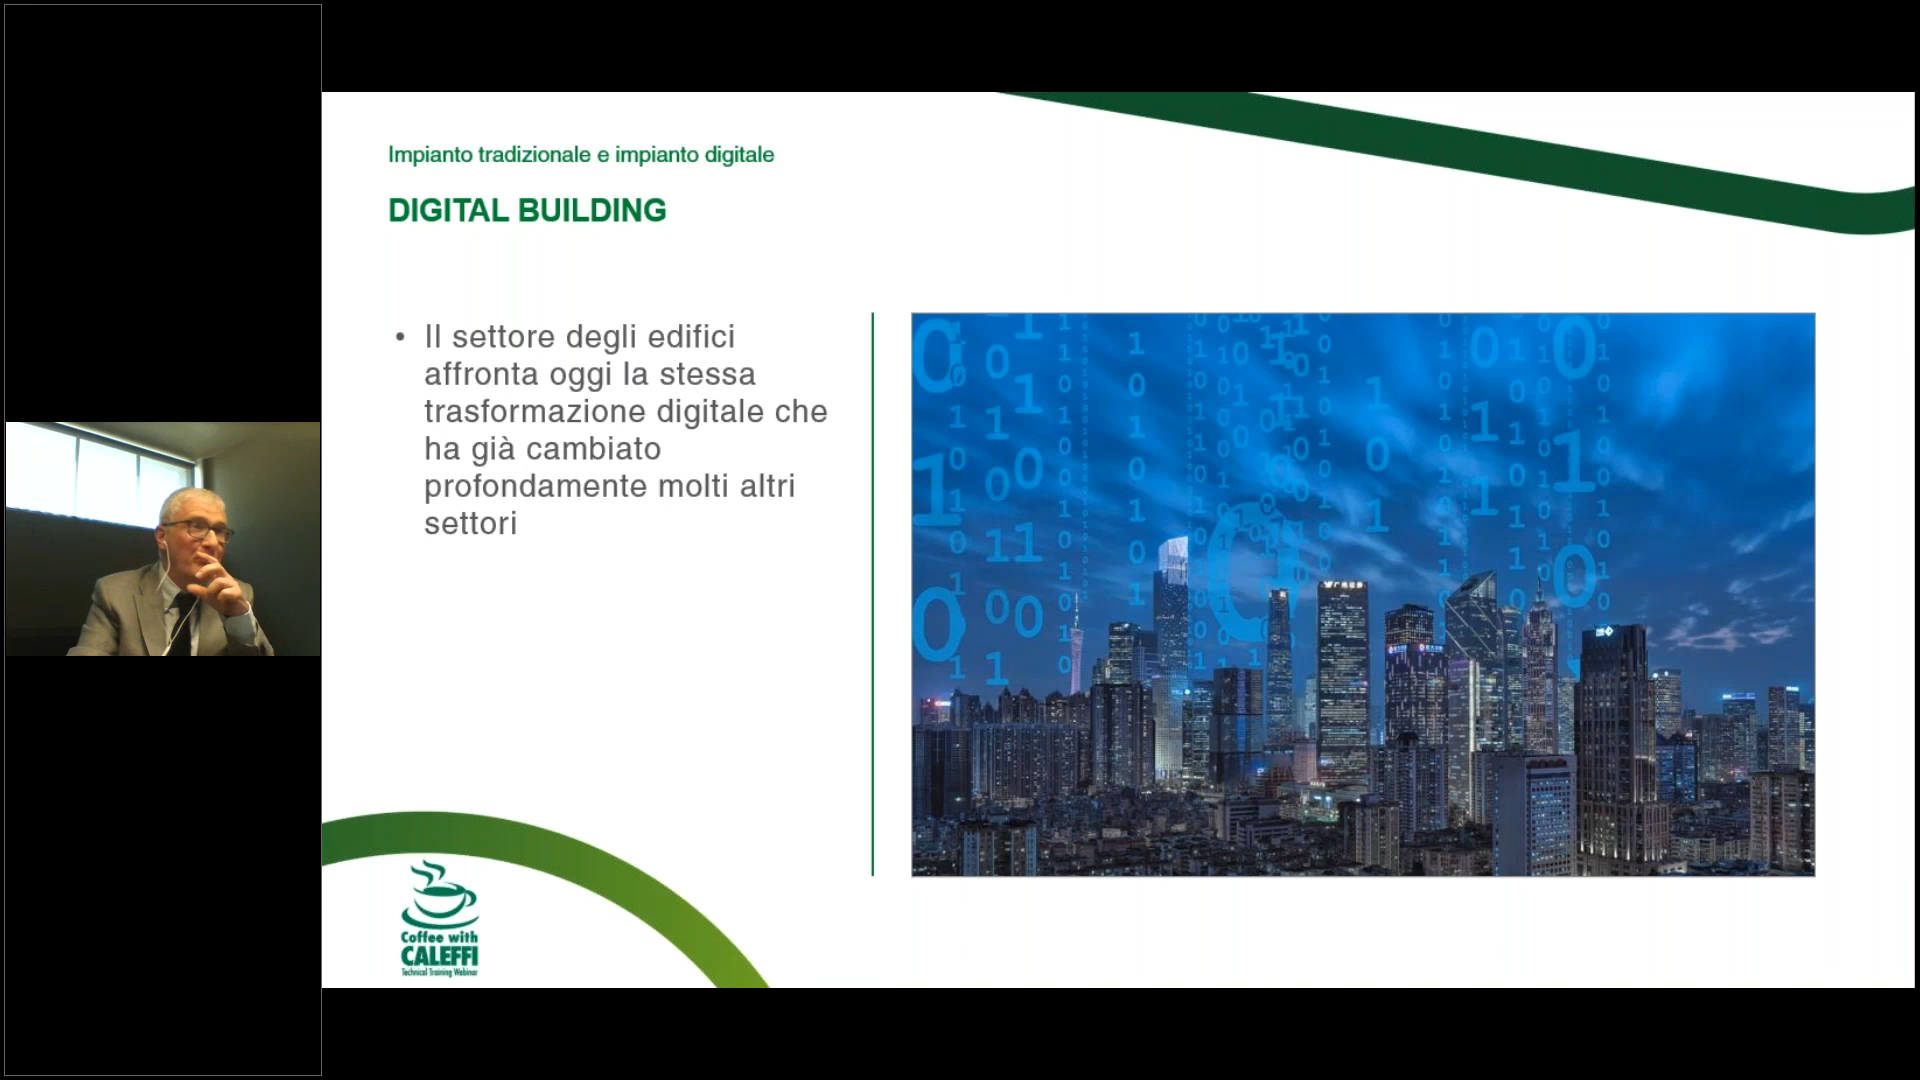 Impianto tradizionale e impianto digitale
DIGITAL BUILDING
• Il settore degli edifici
affronta oggi la stessa
trasformazione digitale che
ha già cambiato
profondamente molti altri
settori
Coffee with
CALEFFI
Technical Training Webinar